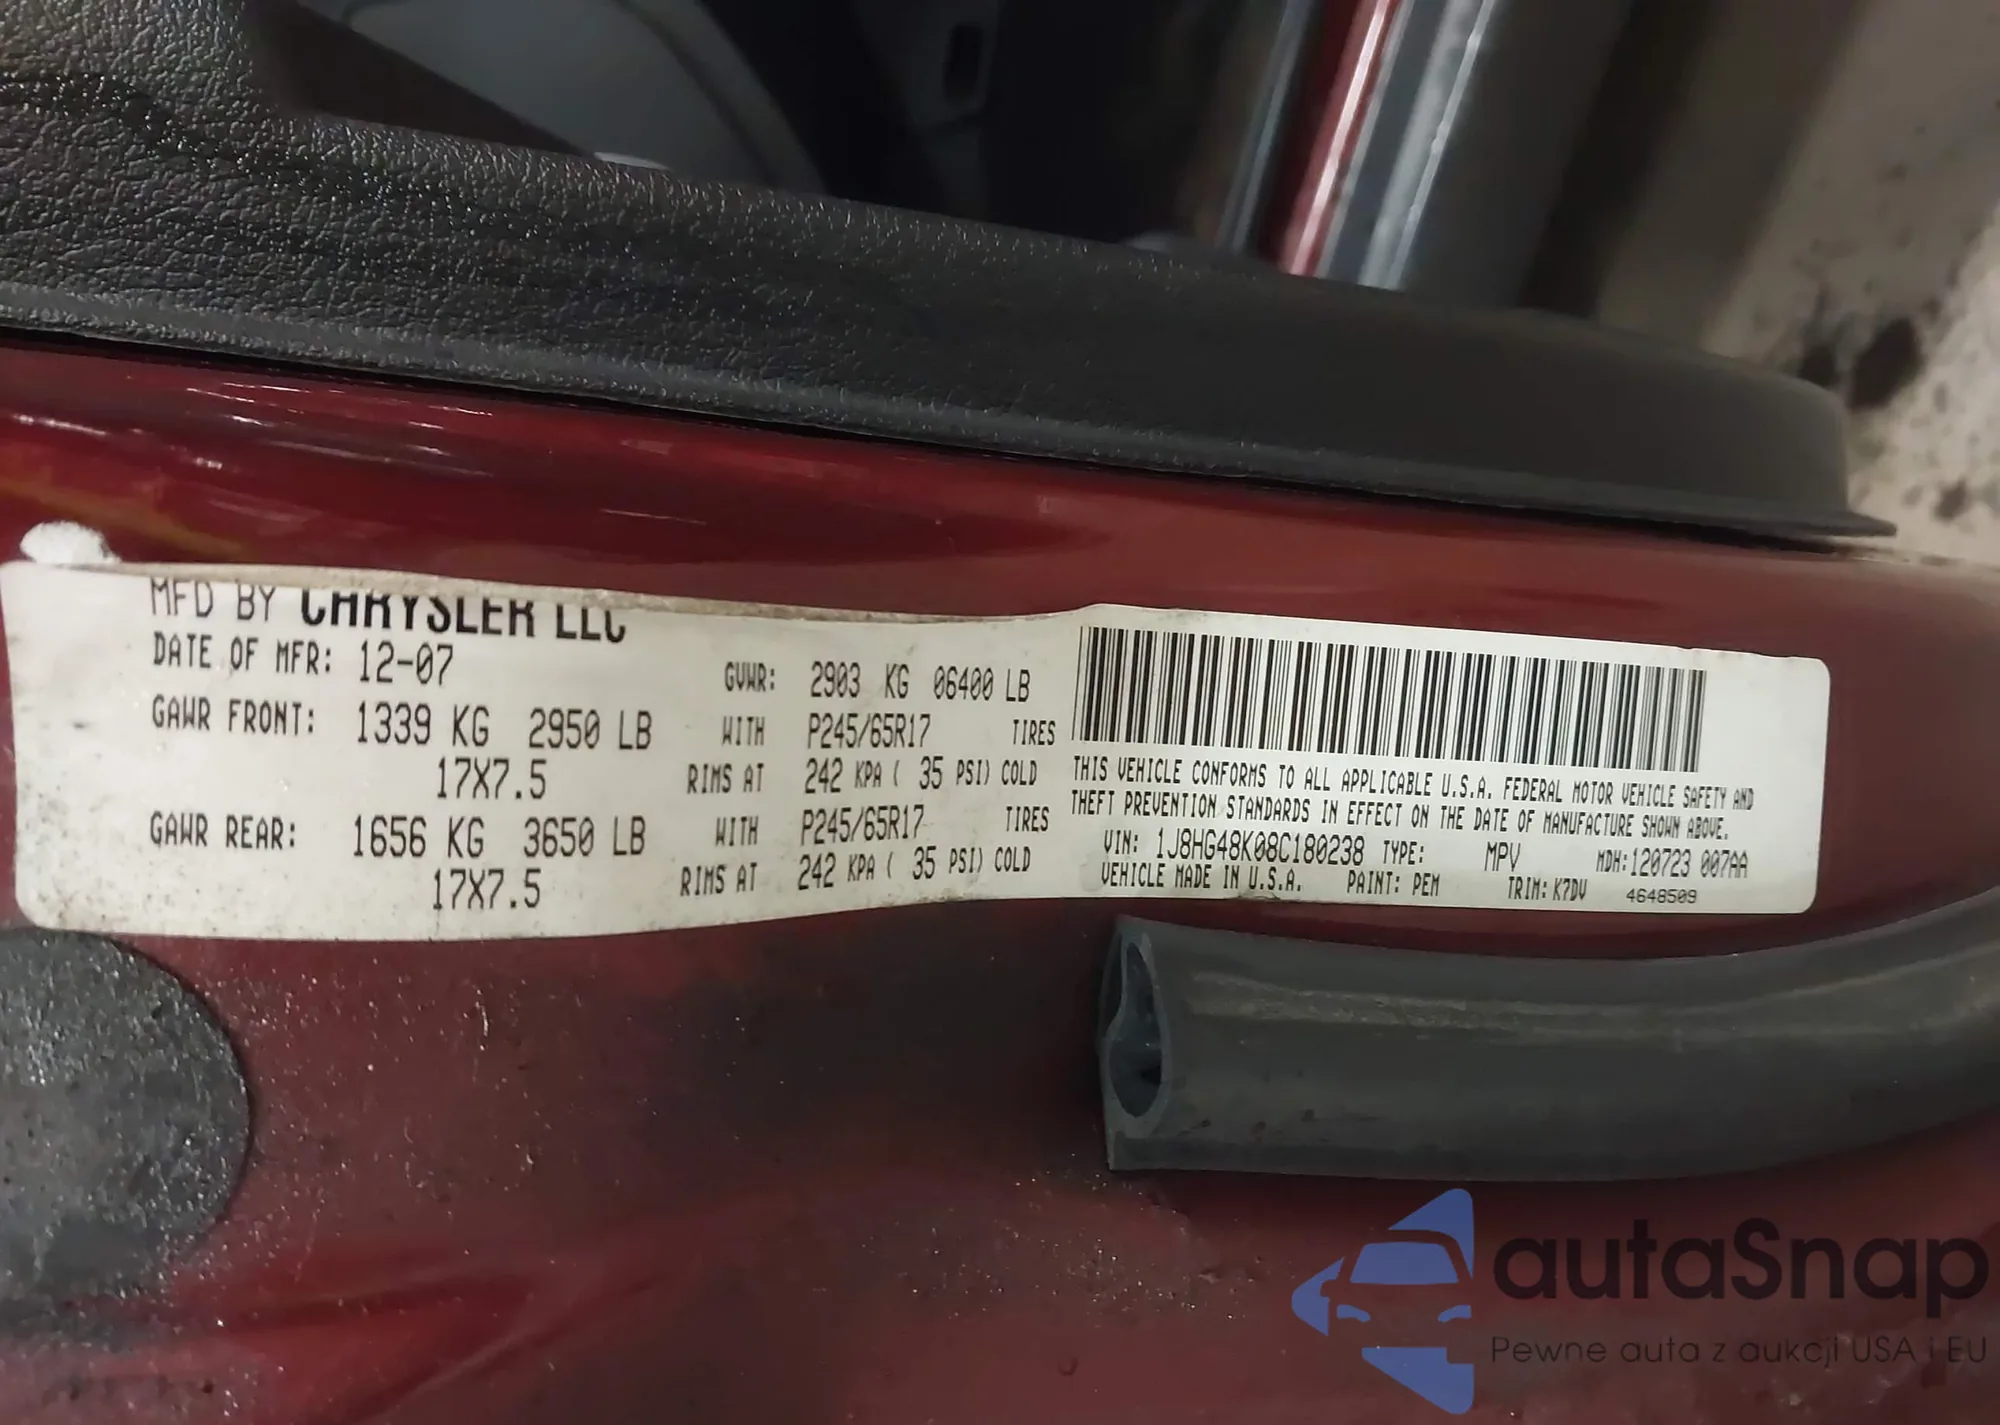 MFD BY CHRYSLER LLC
DATE OF MFR: 12-07 GVWR: 2903 KG 06400 LB
GAWR FRONT: 1339 KG 2950 LB WITH P245/65R17 TIRES
17X7.5 RIMS AT 242 KPA ( 35 PSI) COLD
GAWR REAR: 1656 KG 3650 LB WITH P245/65R17 TIRES
17X7.5 RIMS AT 242 KPA ( 35 PSI) COLD
THIS VEHICLE CONFORMS TO ALL APPLICABLE U.S.A. FEDERAL MOTOR VEHICLE SAFETY AND
THEFT PREVENTION STANDARDS IN EFFECT ON THE DATE OF MANUFACTURE SHOWN ABOVE.
VIN: 1J8HG48K08C180238 TYPE: MPV MDH:120723 007AA
VEHICLE MADE IN U.S.A. PAINT: PEM TRIM: K7DV 4648509
autaSnap
Pewne auta z aukcji USA i EU